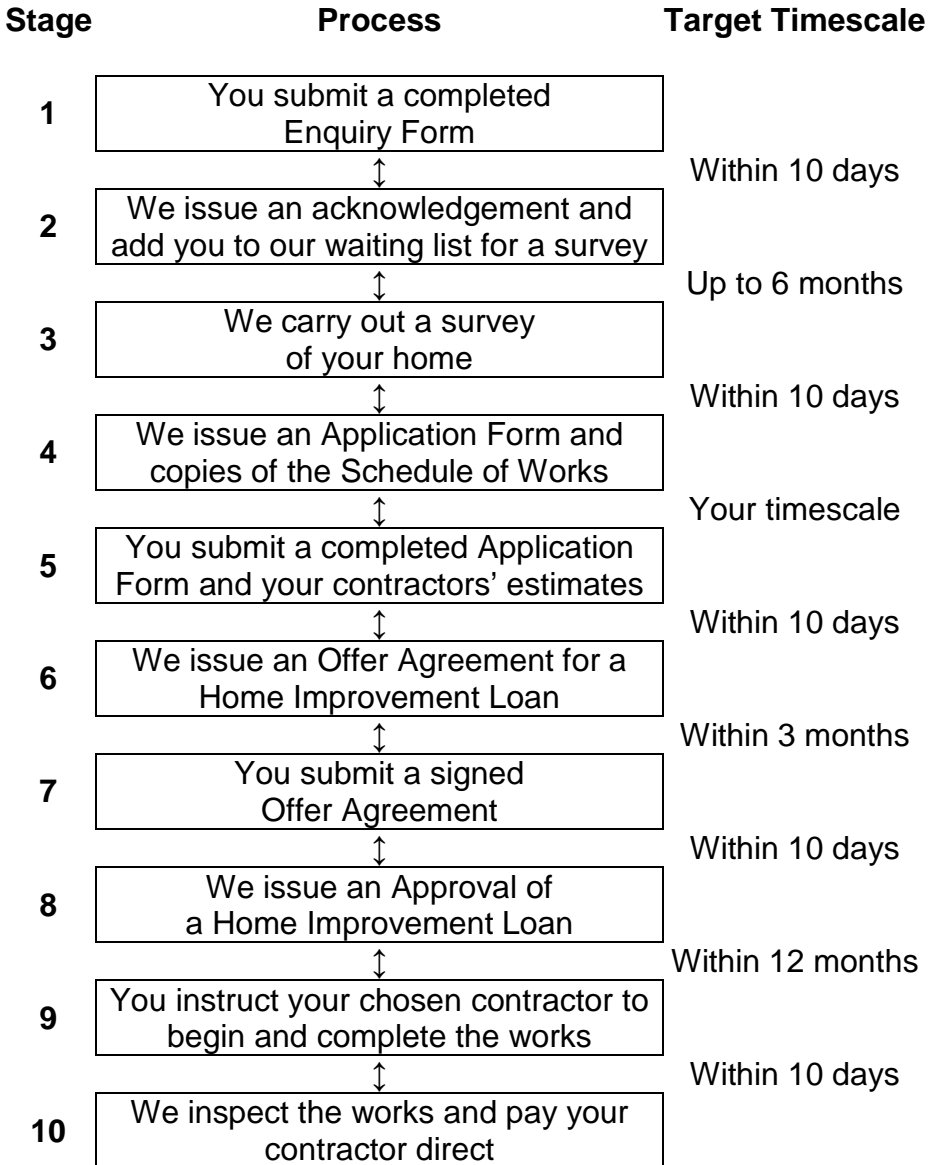 Stage Process Target Timescale
1 You submit a completed
Enquiry Form
↕ Within 10 days
2 We issue an acknowledgement and
add you to our waiting list for a survey
↕ Up to 6 months
3 We carry out a survey
of your home
↕ Within 10 days
4 We issue an Application Form and
copies of the Schedule of Works
↕ Your timescale
5 You submit a completed Application
Form and your contractors’ estimates
↕ Within 10 days
6 We issue an Offer Agreement for a
Home Improvement Loan
↕ Within 3 months
7 You submit a signed
Offer Agreement
↕ Within 10 days
8 We issue an Approval of
a Home Improvement Loan
↕ Within 12 months
9 You instruct your chosen contractor to
begin and complete the works
↕ Within 10 days
10 We inspect the works and pay your
contractor direct